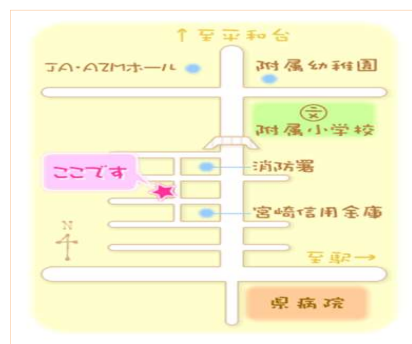 ↑至平和台
JA・AZMホール
附属幼稚園
文
附属小学校
消防署
ここです
宮崎信用金庫
N
至駅→
県病院